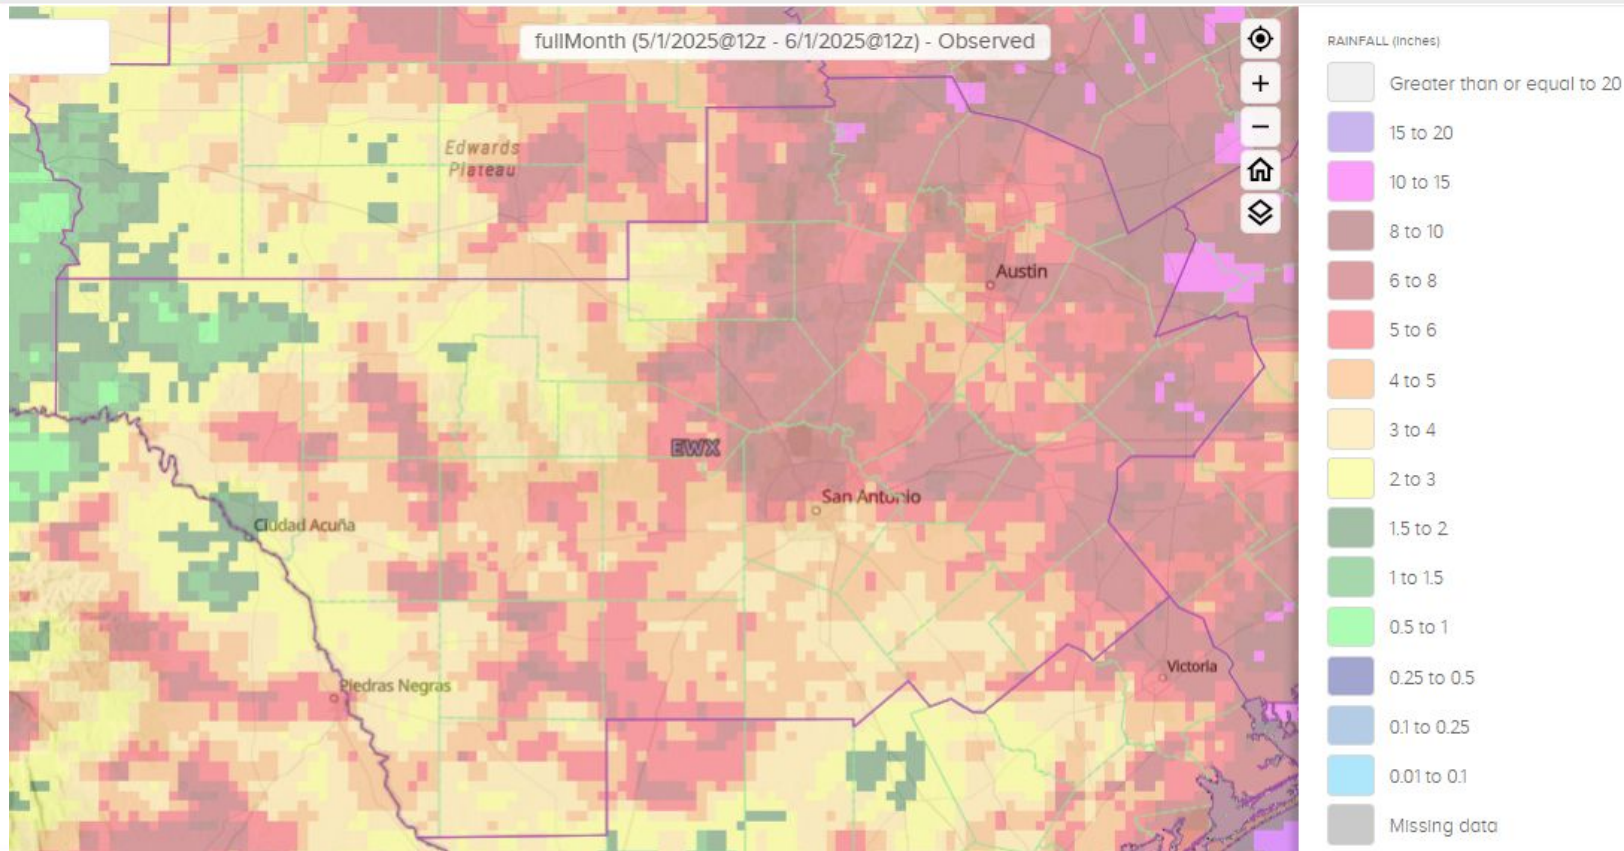 fullMonth (5/1/2025@12z - 6/1/2025@12z) - Observed
+
−
Edwards
Plateau
Austin
EWX
San Antonio
Ciudad Acuña
Piedras Negras
Victoria
RAINFALL (Inches)
Greater than or equal to 20
15 to 20
10 to 15
8 to 10
6 to 8
5 to 6
4 to 5
3 to 4
2 to 3
1.5 to 2
1 to 1.5
0.5 to 1
0.25 to 0.5
0.1 to 0.25
0.01 to 0.1
Missing data